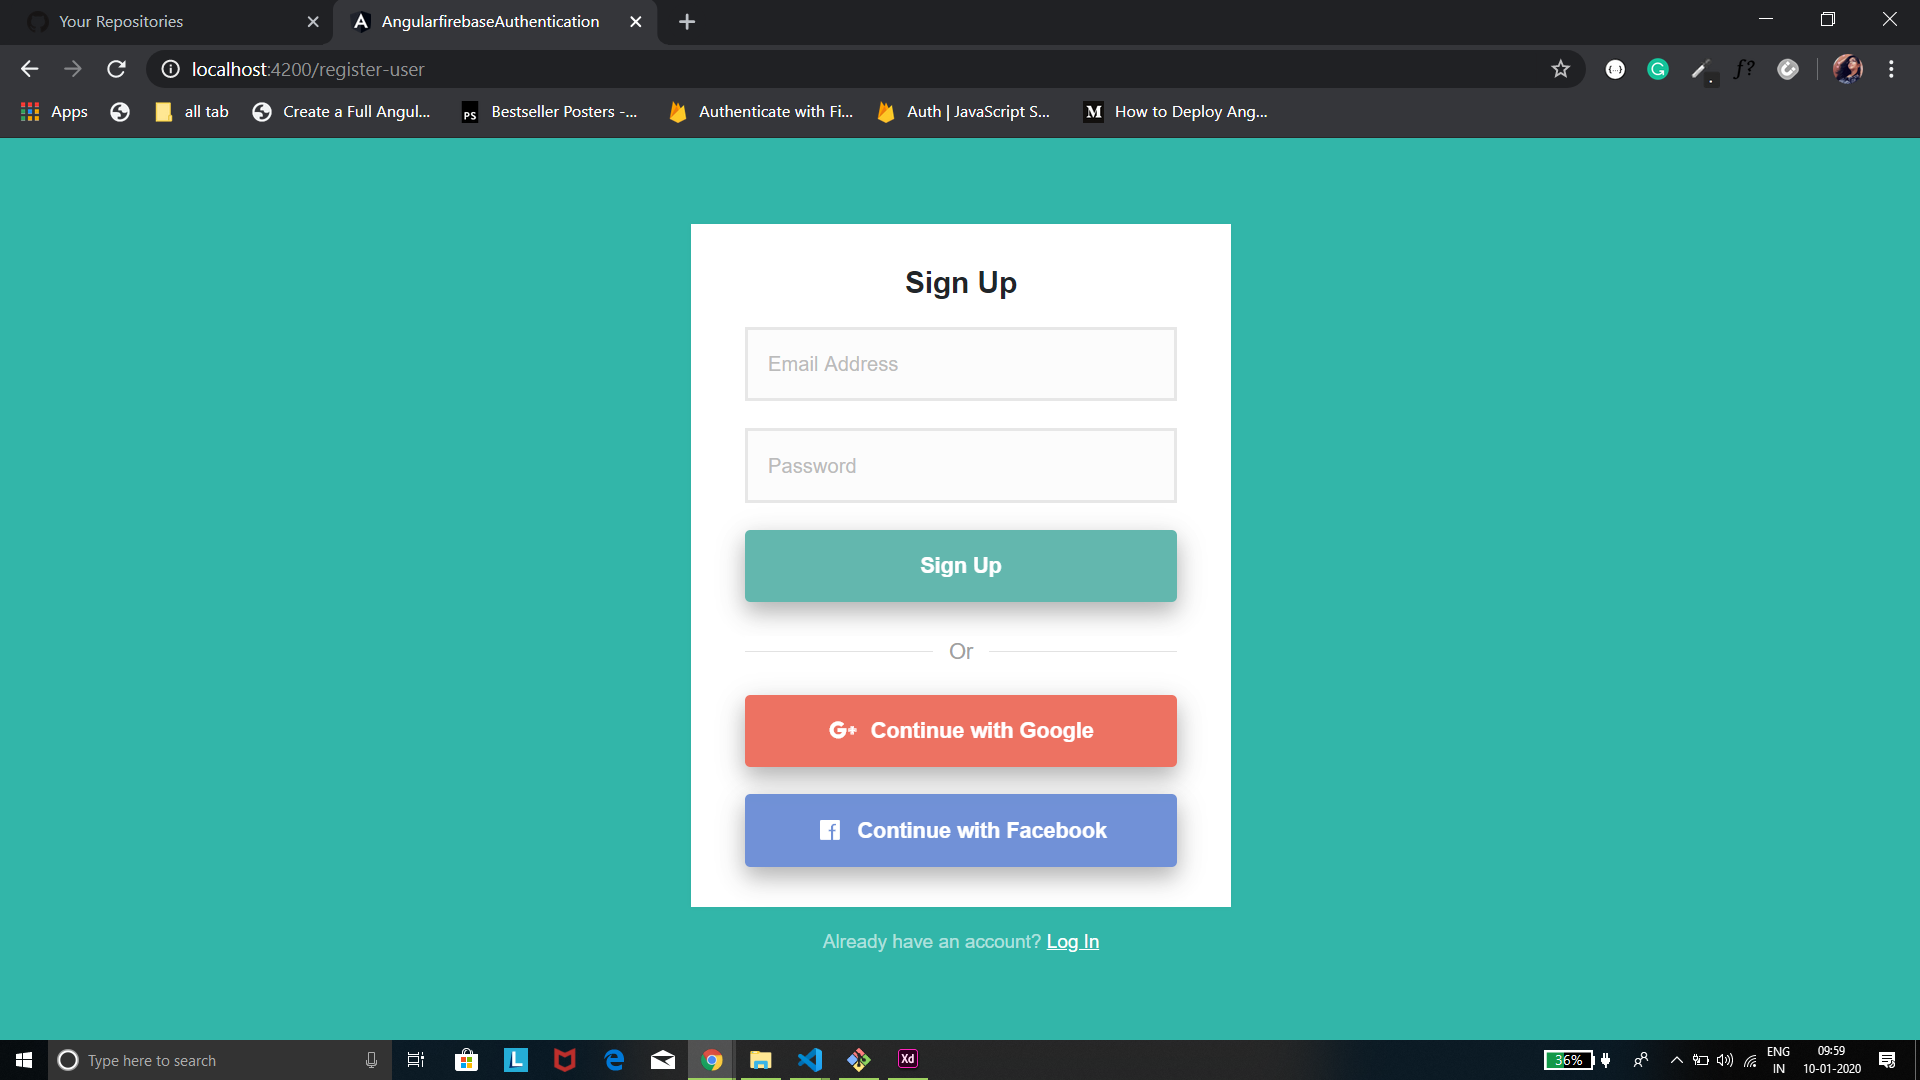 Your Repositories
AngularfirebaseAuthentication
localhost:4200/register-user
f?
Apps
all tab
Create a Full Angul...
PS
Bestseller Posters -...
Authenticate with Fi...
Auth | JavaScript S...
M
How to Deploy Ang...
Sign Up
Email Address
Password
Sign Up
Or
G+ Continue with Google
f Continue with Facebook
Already have an account? Log In
Type here to search
L
Xd
36%
ENG
IN
09:59
10-01-2020